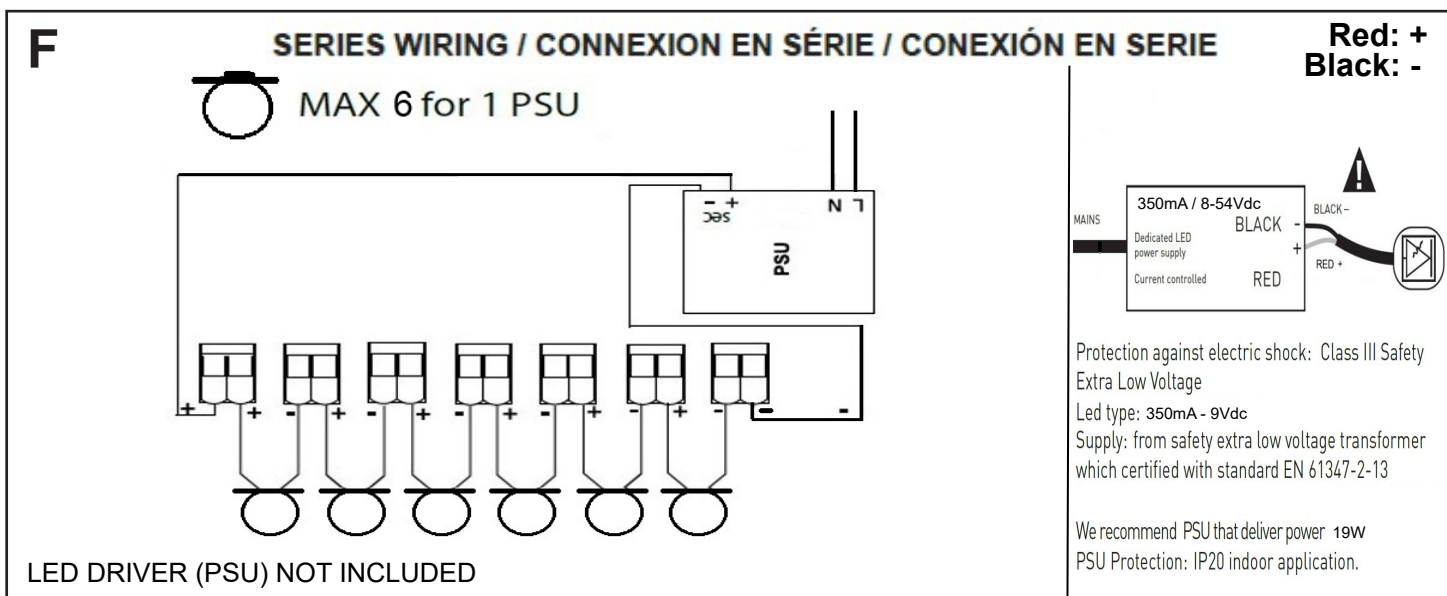 F
SERIES WIRING / CONNEXION EN SÉRIE / CONEXIÓN EN SERIE
Red: +
Black: -
MAX 6 for 1 PSU
- +
sec
N L
PSU
+ + - + - + - + - + - + - - -
350mA / 8-54Vdc
MAINS
BLACK -
BLACK –
Dedicated LED
power supply
+
RED +
Current controlled
RED
Protection against electric shock: Class III Safety
Extra Low Voltage
Led type: 350mA - 9Vdc
Supply: from safety extra low voltage transformer
which certified with standard EN 61347-2-13
We recommend PSU that deliver power 19W
PSU Protection: IP20 indoor application.
LED DRIVER (PSU) NOT INCLUDED